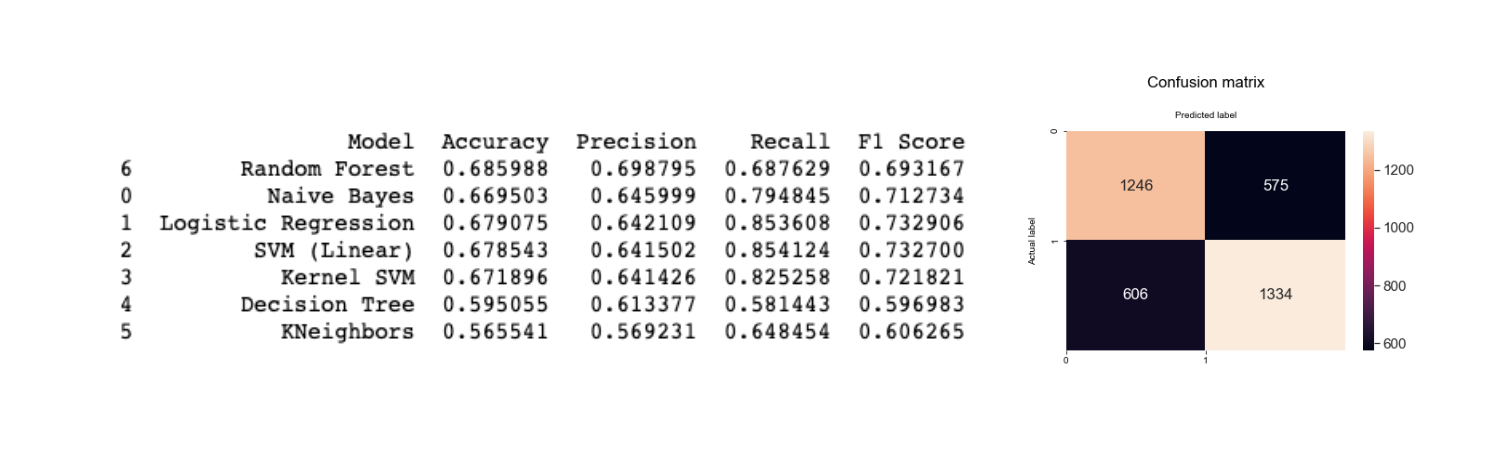 Model Accuracy Precision Recall F1 Score
6 Random Forest 0.685988 0.698795 0.687629 0.693167
0 Naive Bayes 0.669503 0.645999 0.794845 0.712734
1 Logistic Regression 0.679075 0.642109 0.853608 0.732906
2 SVM (Linear) 0.678543 0.641502 0.854124 0.732700
3 Kernel SVM 0.671896 0.641426 0.825258 0.721821
4 Decision Tree 0.595055 0.613377 0.581443 0.596983
5 KNeighbors 0.565541 0.569231 0.648454 0.606265
Confusion matrix
Predicted label
Actual label
0
1
1246 575
606 1334
0 1
1200
1000
800
600